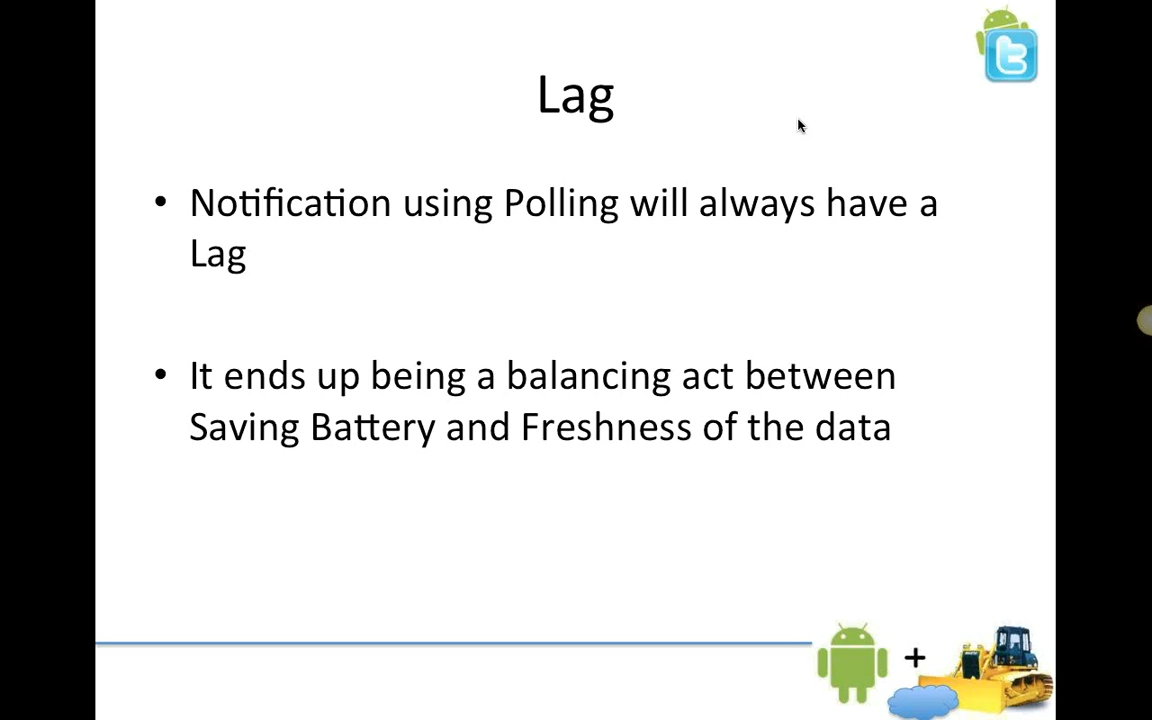 Lag
• Notification using Polling will always have a
Lag
• It ends up being a balancing act between
Saving Battery and Freshness of the data
+